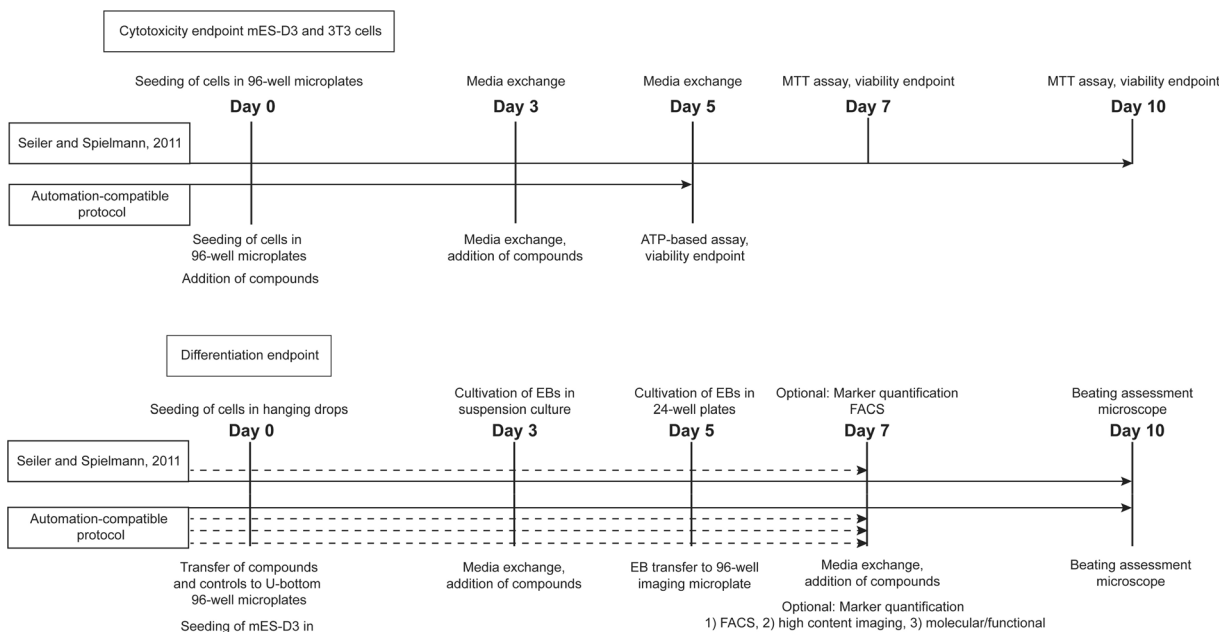 Cytotoxicity endpoint mES-D3 and 3T3 cells
Seeding of cells in 96-well microplates
Media exchange
Media exchange
MTT assay, viability endpoint
MTT assay, viability endpoint
Day 0
Day 3
Day 5
Day 7
Day 10
Seiler and Spielmann, 2011
Automation-compatible
protocol
Seeding of cells in
96-well microplates
Addition of compounds
Media exchange,
addition of compounds
ATP-based assay,
viability endpoint
Differentiation endpoint
Seeding of cells in hanging drops
Cultivation of EBs in
suspension culture
Cultivation of EBs in
24-well plates
Optional: Marker quantification
FACS
Beating assessment
microscope
Day 0
Day 3
Day 5
Day 7
Day 10
Seiler and Spielmann, 2011
Automation-compatible
protocol
Transfer of compounds
and controls to U-bottom
96-well microplates
Seeding of mES-D3 in
Media exchange,
addition of compounds
EB transfer to 96-well
imaging microplate
Media exchange,
addition of compounds
Optional: Marker quantification
1) FACS, 2) high content imaging, 3) molecular/functional
Beating assessment
microscope